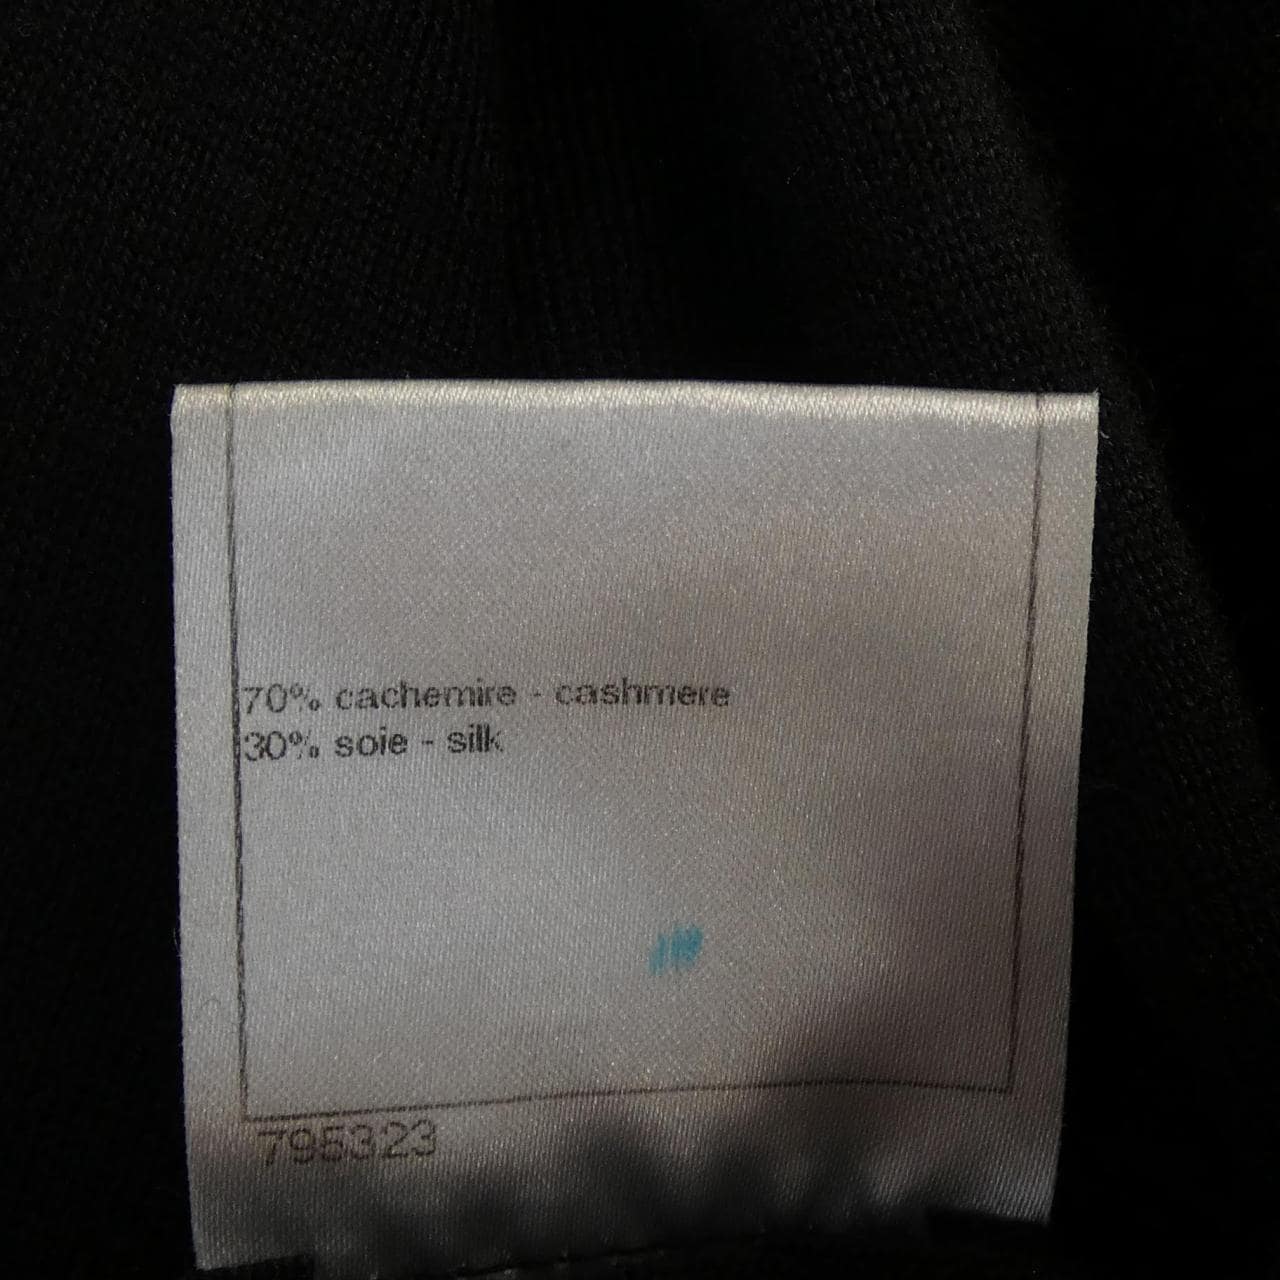 70% cachemire - cashmere
30% soie - silk
795323